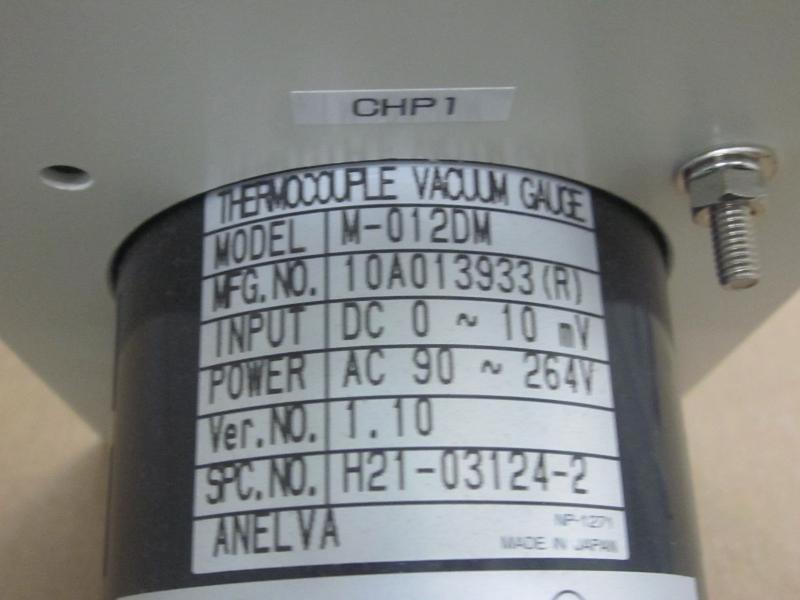 CHP1
THERMOCOUPLE VACUUM GAUGE
MODEL M-012DM
MFG.NO. 10A013933(R)
INPUT DC 0 ~ 10 mV
POWER AC 90 ~ 264V
Ver.NO. 1.10
SPC.NO. H21-03124-2
ANELVA NP-1271
MADE IN JAPAN